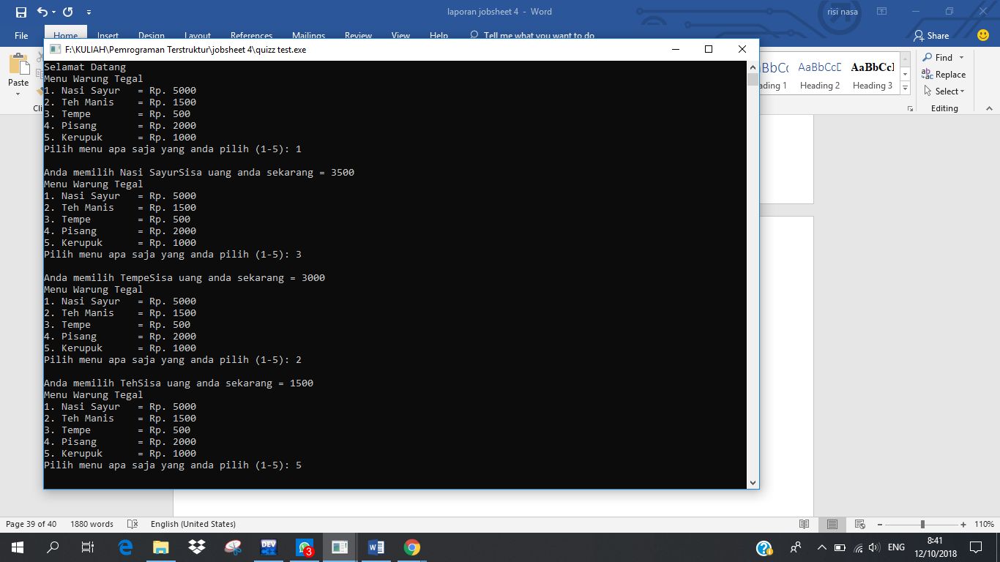 laporan jobsheet 4 - Word
risi nasa
File Home Insert Design Layout References Mailings Review View Help Tell me what you want to do Share
F:\KULIAH\Pemrograman Terstruktur\jobsheet 4\quizz test.exe
Paste
AaBbCcD AaBbCcI
Heading 2 Heading 3
Find
Replace
Select
Editing
Selamat Datang
Menu Warung Tegal
1. Nasi Sayur = Rp. 5000
2. Teh Manis = Rp. 1500
3. Tempe = Rp. 500
4. Pisang = Rp. 2000
5. Kerupuk = Rp. 1000
Pilih menu apa saja yang anda pilih (1-5): 1
Anda memilih Nasi SayurSisa uang anda sekarang = 3500
Menu Warung Tegal
1. Nasi Sayur = Rp. 5000
2. Teh Manis = Rp. 1500
3. Tempe = Rp. 500
4. Pisang = Rp. 2000
5. Kerupuk = Rp. 1000
Pilih menu apa saja yang anda pilih (1-5): 3
Anda memilih TempeSisa uang anda sekarang = 3000
Menu Warung Tegal
1. Nasi Sayur = Rp. 5000
2. Teh Manis = Rp. 1500
3. Tempe = Rp. 500
4. Pisang = Rp. 2000
5. Kerupuk = Rp. 1000
Pilih menu apa saja yang anda pilih (1-5): 2
Anda memilih TehSisa uang anda sekarang = 1500
Menu Warung Tegal
1. Nasi Sayur = Rp. 5000
2. Teh Manis = Rp. 1500
3. Tempe = Rp. 500
4. Pisang = Rp. 2000
5. Kerupuk = Rp. 1000
Pilih menu apa saja yang anda pilih (1-5): 5
Page 39 of 40 1880 words English (United States) 110%
DEV 3 ENG 8:41
12/10/2018